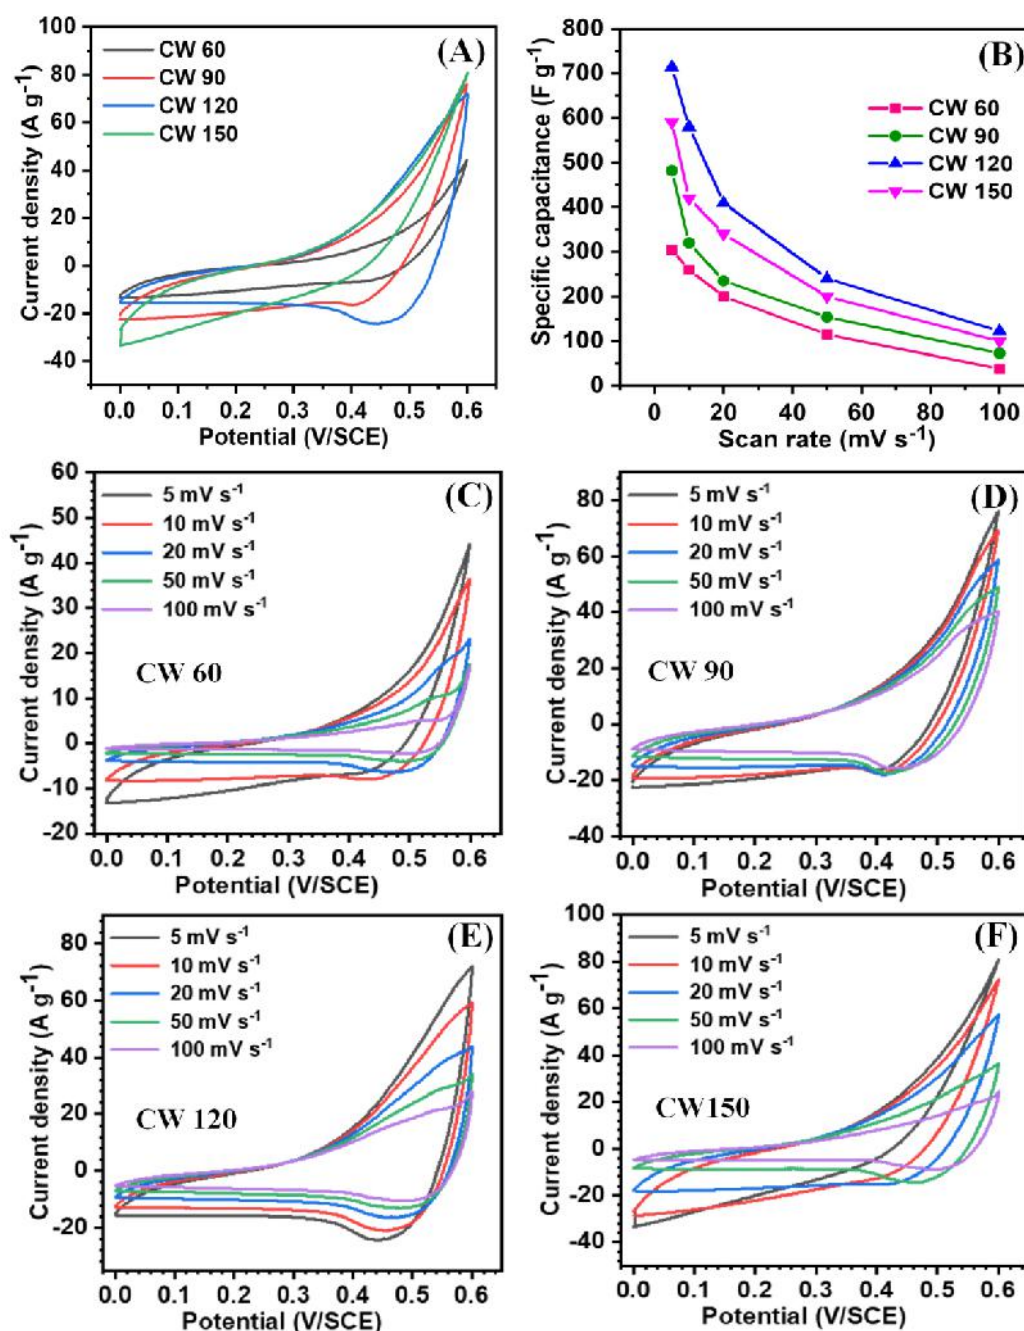 (A)
CW 60
CW 90
CW 120
CW 150
100
80
60
40
20
0
-20
-40
Current density (A g⁻¹)
0.0 0.1 0.2 0.3 0.4 0.5 0.6
Potential (V/SCE)
(B)
CW 60
CW 90
CW 120
CW 150
800
700
600
500
400
300
200
100
0
Specific capacitance (F g⁻¹)
0 20 40 60 80 100
Scan rate (mV s⁻¹)
(C)
5 mV s⁻¹
10 mV s⁻¹
20 mV s⁻¹
50 mV s⁻¹
100 mV s⁻¹
CW 60
60
50
40
30
20
10
0
-10
-20
Current density (A g⁻¹)
0.0 0.1 0.2 0.3 0.4 0.5 0.6
Potential (V/SCE)
(D)
5 mV s⁻¹
10 mV s⁻¹
20 mV s⁻¹
50 mV s⁻¹
100 mV s⁻¹
CW 90
80
60
40
20
0
-20
-40
Current density (A g⁻¹)
0.0 0.1 0.2 0.3 0.4 0.5 0.6
Potential (V/SCE)
(E)
5 mV s⁻¹
10 mV s⁻¹
20 mV s⁻¹
50 mV s⁻¹
100 mV s⁻¹
CW 120
80
60
40
20
0
-20
Current density (A g⁻¹)
0.0 0.1 0.2 0.3 0.4 0.5 0.6
Potential (V/SCE)
(F)
5 mV s⁻¹
10 mV s⁻¹
20 mV s⁻¹
50 mV s⁻¹
100 mV s⁻¹
CW150
100
80
60
40
20
0
-20
-40
Current density (A g⁻¹)
0.0 0.1 0.2 0.3 0.4 0.5 0.6
Potential (V/SCE)